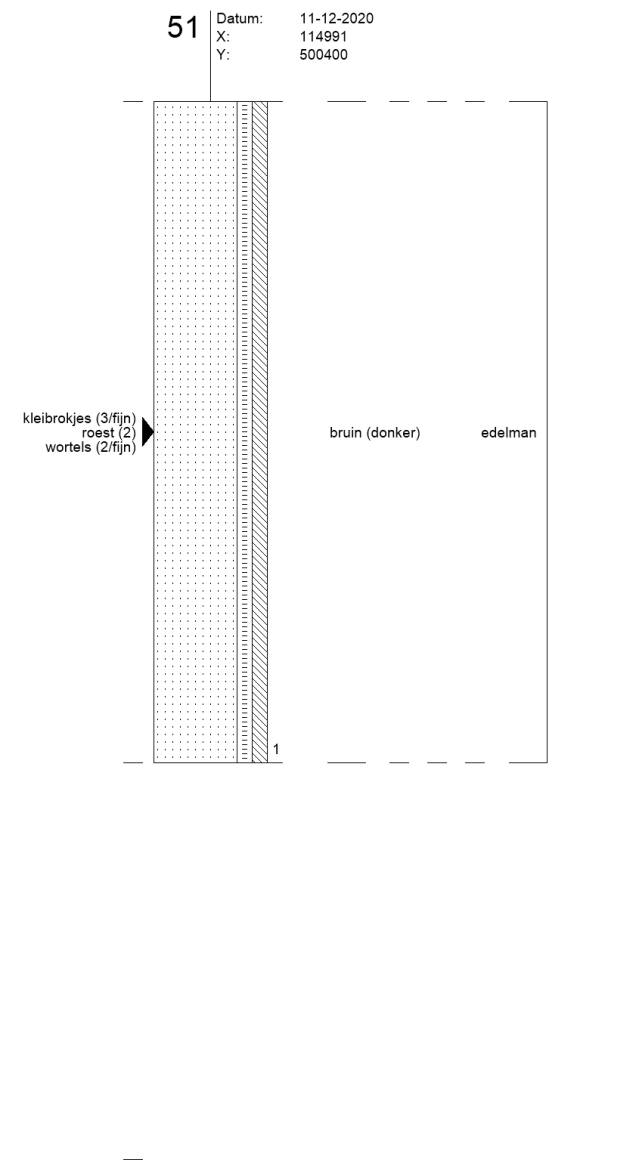 51
Datum: 11-12-2020
X: 114991
Y: 500400
kleibrokjes (3/fijn)
roest (2)
wortels (2/fijn)
bruin (donker)
edelman
1